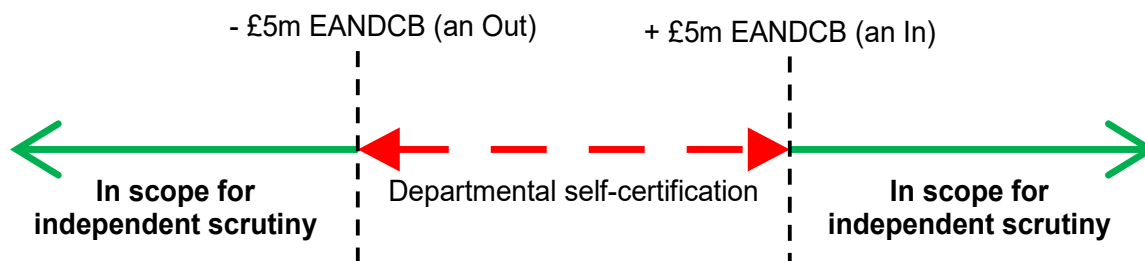 - £5m EANDCB (an Out)
+ £5m EANDCB (an In)
In scope for
independent scrutiny
Departmental self-certification
In scope for
independent scrutiny